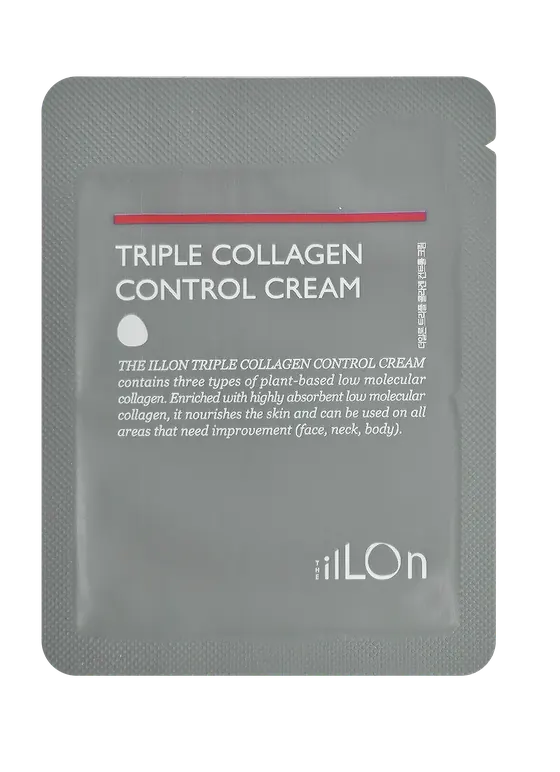 TRIPLE COLLAGEN
CONTROL CREAM
THE ILLON TRIPLE COLLAGEN CONTROL CREAM
contains three types of plant-based low molecular
collagen. Enriched with highly absorbent low molecular
collagen, it nourishes the skin and can be used on all
areas that need improvement (face, neck, body).
THE illOn